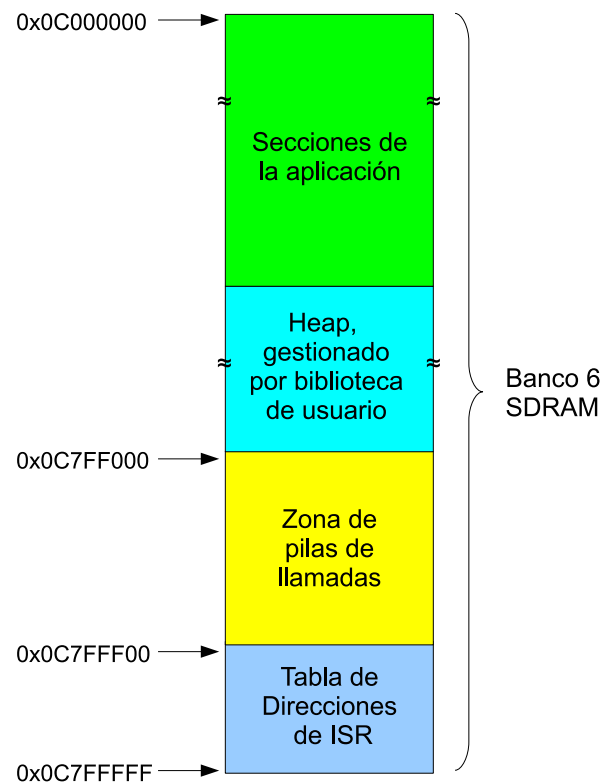 0x0C000000
Secciones de
la aplicación
Heap,
gestionado
por biblioteca
de usuario
Banco 6
SDRAM
0x0C7FF000
Zona de
pilas de
llamadas
0x0C7FFF00
Tabla de
Direcciones
de ISR
0x0C7FFFFF